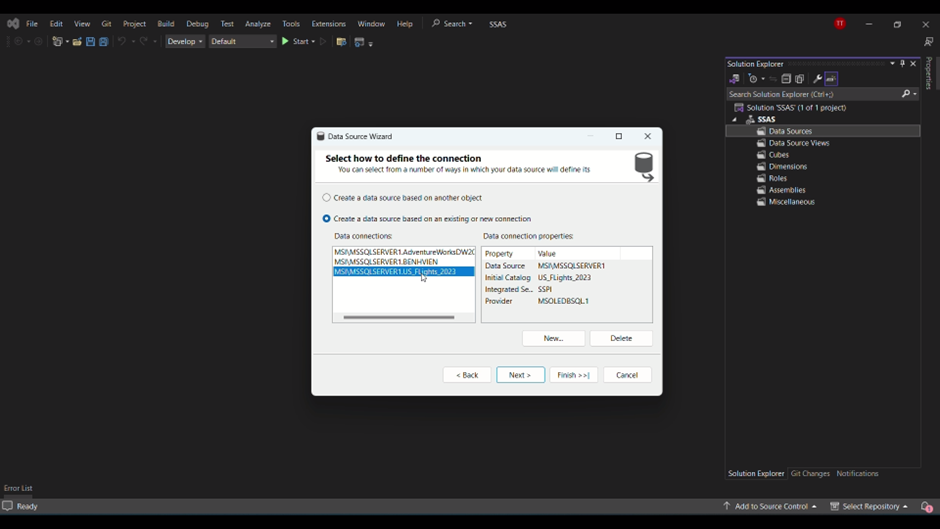 File Edit View Git Project Build Debug Test Analyze Tools Extensions Window Help Search SSAS TT
Develop Default Start
Solution Explorer
Properties
Search Solution Explorer (Ctrl+;)
Solution 'SSAS' (1 of 1 project)
SSAS
Data Sources
Data Source Views
Cubes
Dimensions
Roles
Assemblies
Miscellaneous
Data Source Wizard
Select how to define the connection
You can select from a number of ways in which your data source will define its
Create a data source based on another object
Create a data source based on an existing or new connection
Data connections: Data connection properties:
MSI\MSSQLSERVER1.AdventureWorksDW20
MSI\MSSQLSERVER1.BENHVIEN
MSI\MSSQLSERVER1.US_FLights_2023
Property Value
Data Source MSI\MSSQLSERVER1
Initial Catalog US_FLights_2023
Integrated Se... SSPI
Provider MSOLEDBSQL.1
New... Delete
< Back Next > Finish >>| Cancel
Solution Explorer Git Changes Notifications
Error List
Ready Add to Source Control Select Repository 1